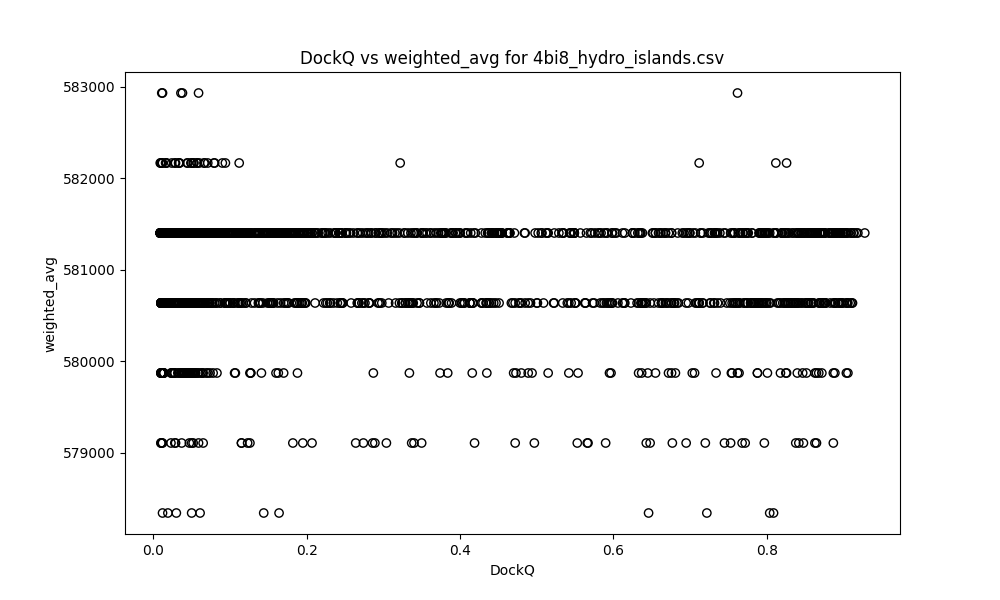 DockQ vs weighted_avg for 4bi8_hydro_islands.csv
583000
582000
581000
580000
579000
weighted_avg
0.0 0.2 0.4 0.6 0.8
DockQ